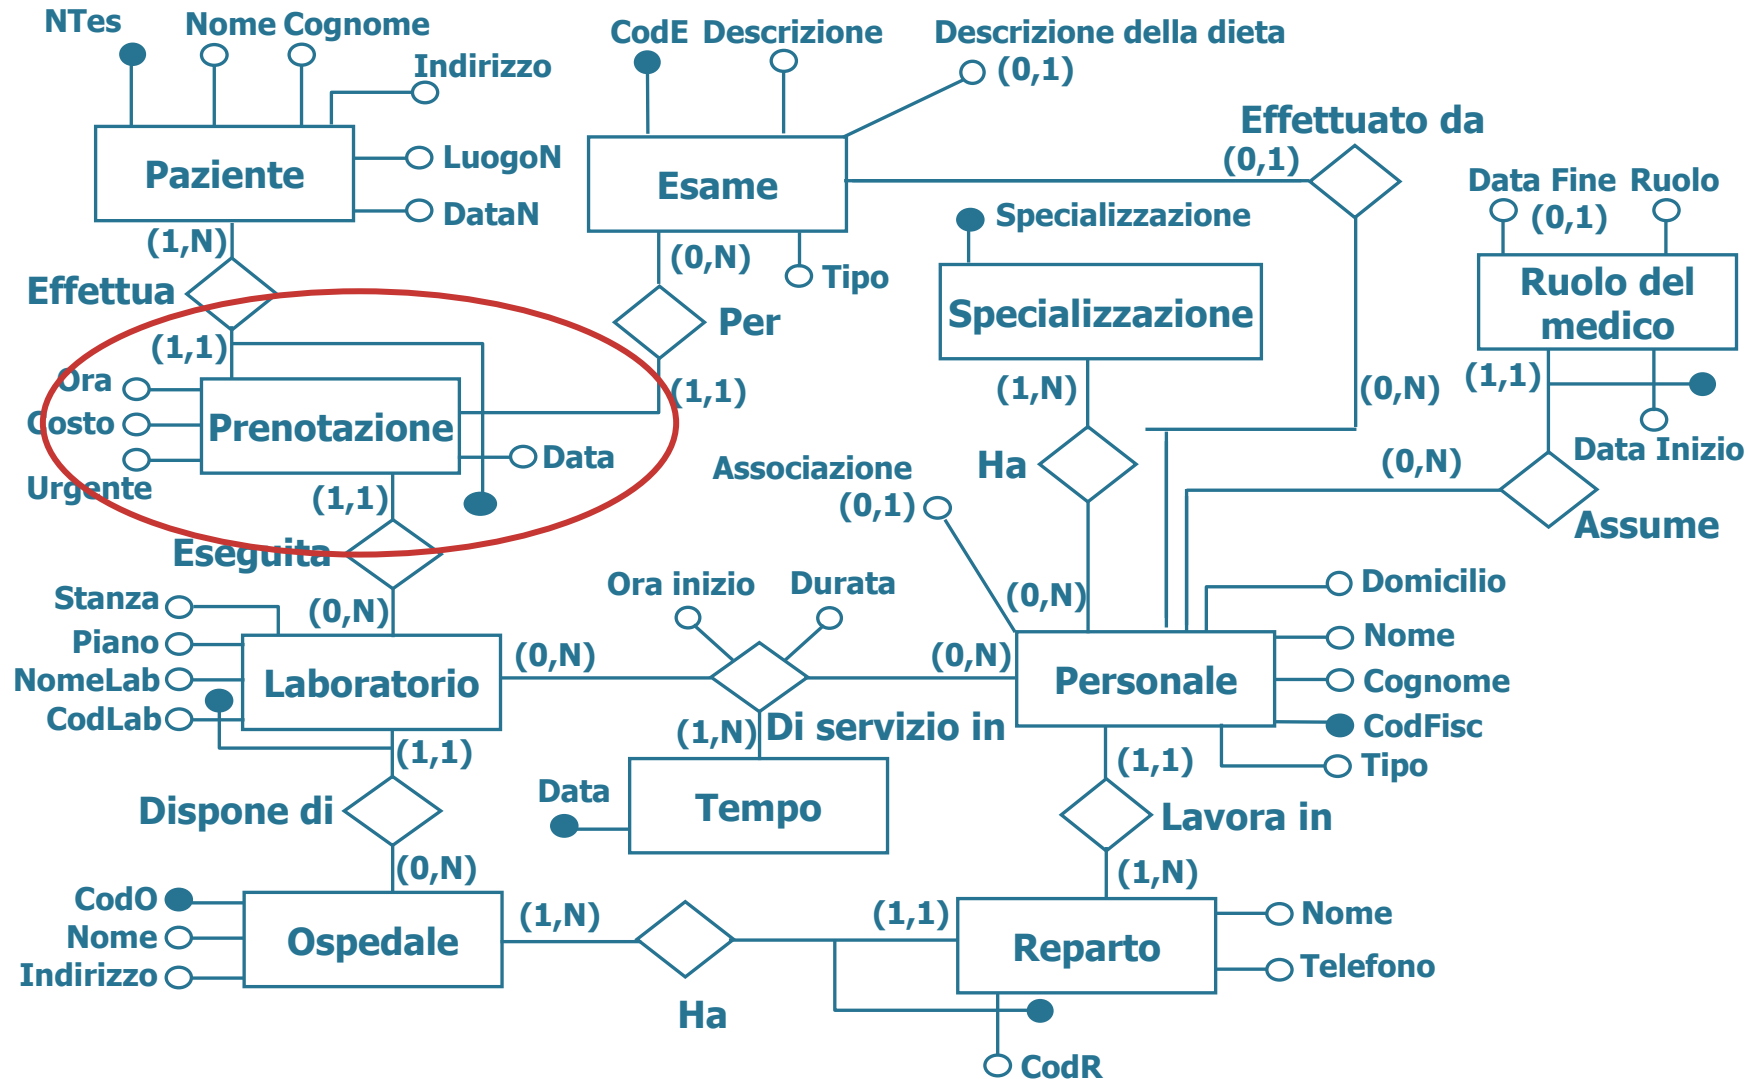 NTes
Nome Cognome
Indirizzo
Paziente
LuogoN
DataN
(1,N)
Effettua
(1,1)
CodE
Descrizione
Descrizione della dieta
(0,1)
Esame
(0,N)
Tipo
Per
(1,1)
Effettuato da
(0,1)
(0,N)
Specializzazione
Specializzazione
(1,N)
Ha
(0,N)
Data Fine
(0,1)
Ruolo
Ruolo del
medico
(1,1)
Data Inizio
(0,N)
Assume
Ora
Costo
Urgente
Prenotazione
Data
(1,1)
Eseguita
(0,N)
Stanza
Piano
NomeLab
CodLab
Laboratorio
(1,1)
Dispone di
(0,N)
Ora inizio
Durata
(0,N)
(0,N)
Di servizio in
(1,N)
Data
Tempo
Associazione
(0,1)
Personale
Domicilio
Nome
Cognome
CodFisc
Tipo
(1,1)
Lavora in
(1,N)
CodO
Nome
Indirizzo
Ospedale
(1,N)
Ha
(1,1)
Reparto
Nome
Telefono
CodR